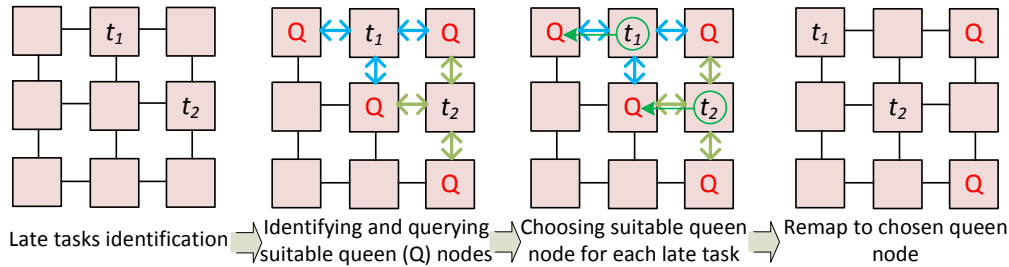 t1
t2
Late tasks identification
Q t1 Q
Q t2
Q
Identifying and querying
suitable queen (Q) nodes
Q t1 Q
Q t2
Q
Choosing suitable queen
node for each late task
t1 Q
t2
Q
Remap to chosen queen
node